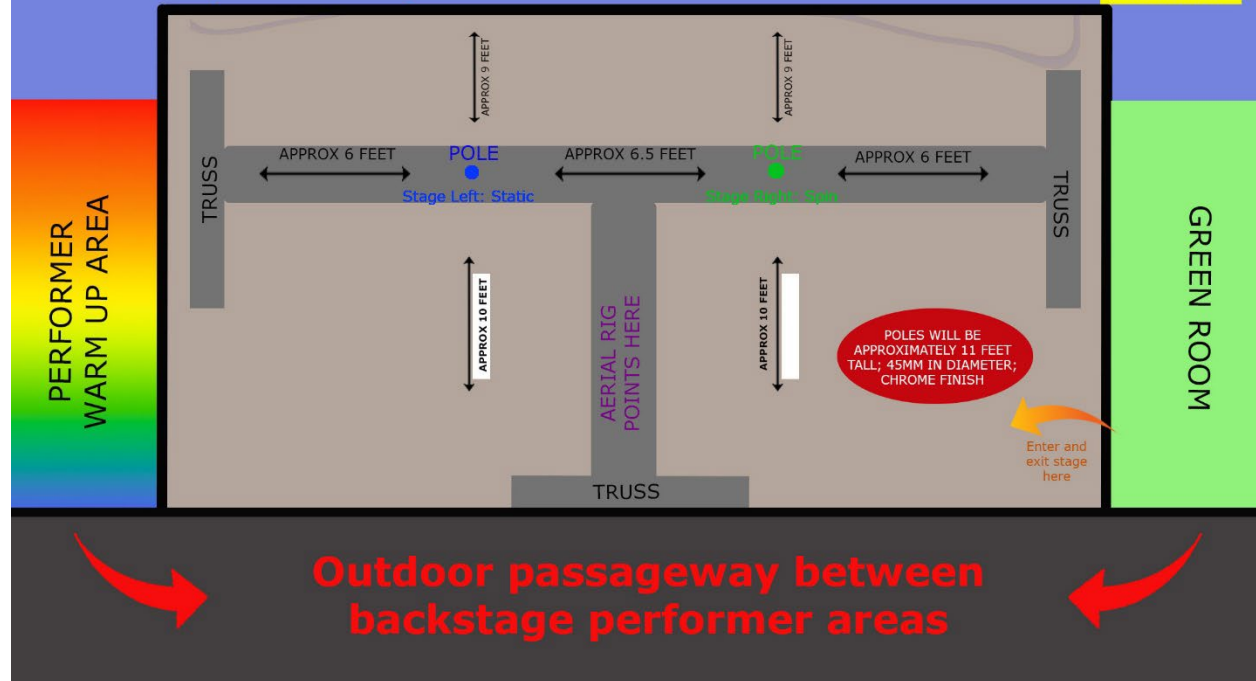 APPROX 9 FEET
APPROX 9 FEET
APPROX 6 FEET
POLE
APPROX 6.5 FEET
POLE
APPROX 6 FEET
Stage Left: Static
Stage Right: Spin
TRUSS
TRUSS
PERFORMER
WARM UP AREA
GREEN ROOM
APPROX 10 FEET
AERIAL RIG
POINTS HERE
APPROX 10 FEET
POLES WILL BE
APPROXIMATELY 11 FEET
TALL; 45MM IN DIAMETER;
CHROME FINISH
Enter and
exit stage
here
TRUSS
Outdoor passageway between
backstage performer areas